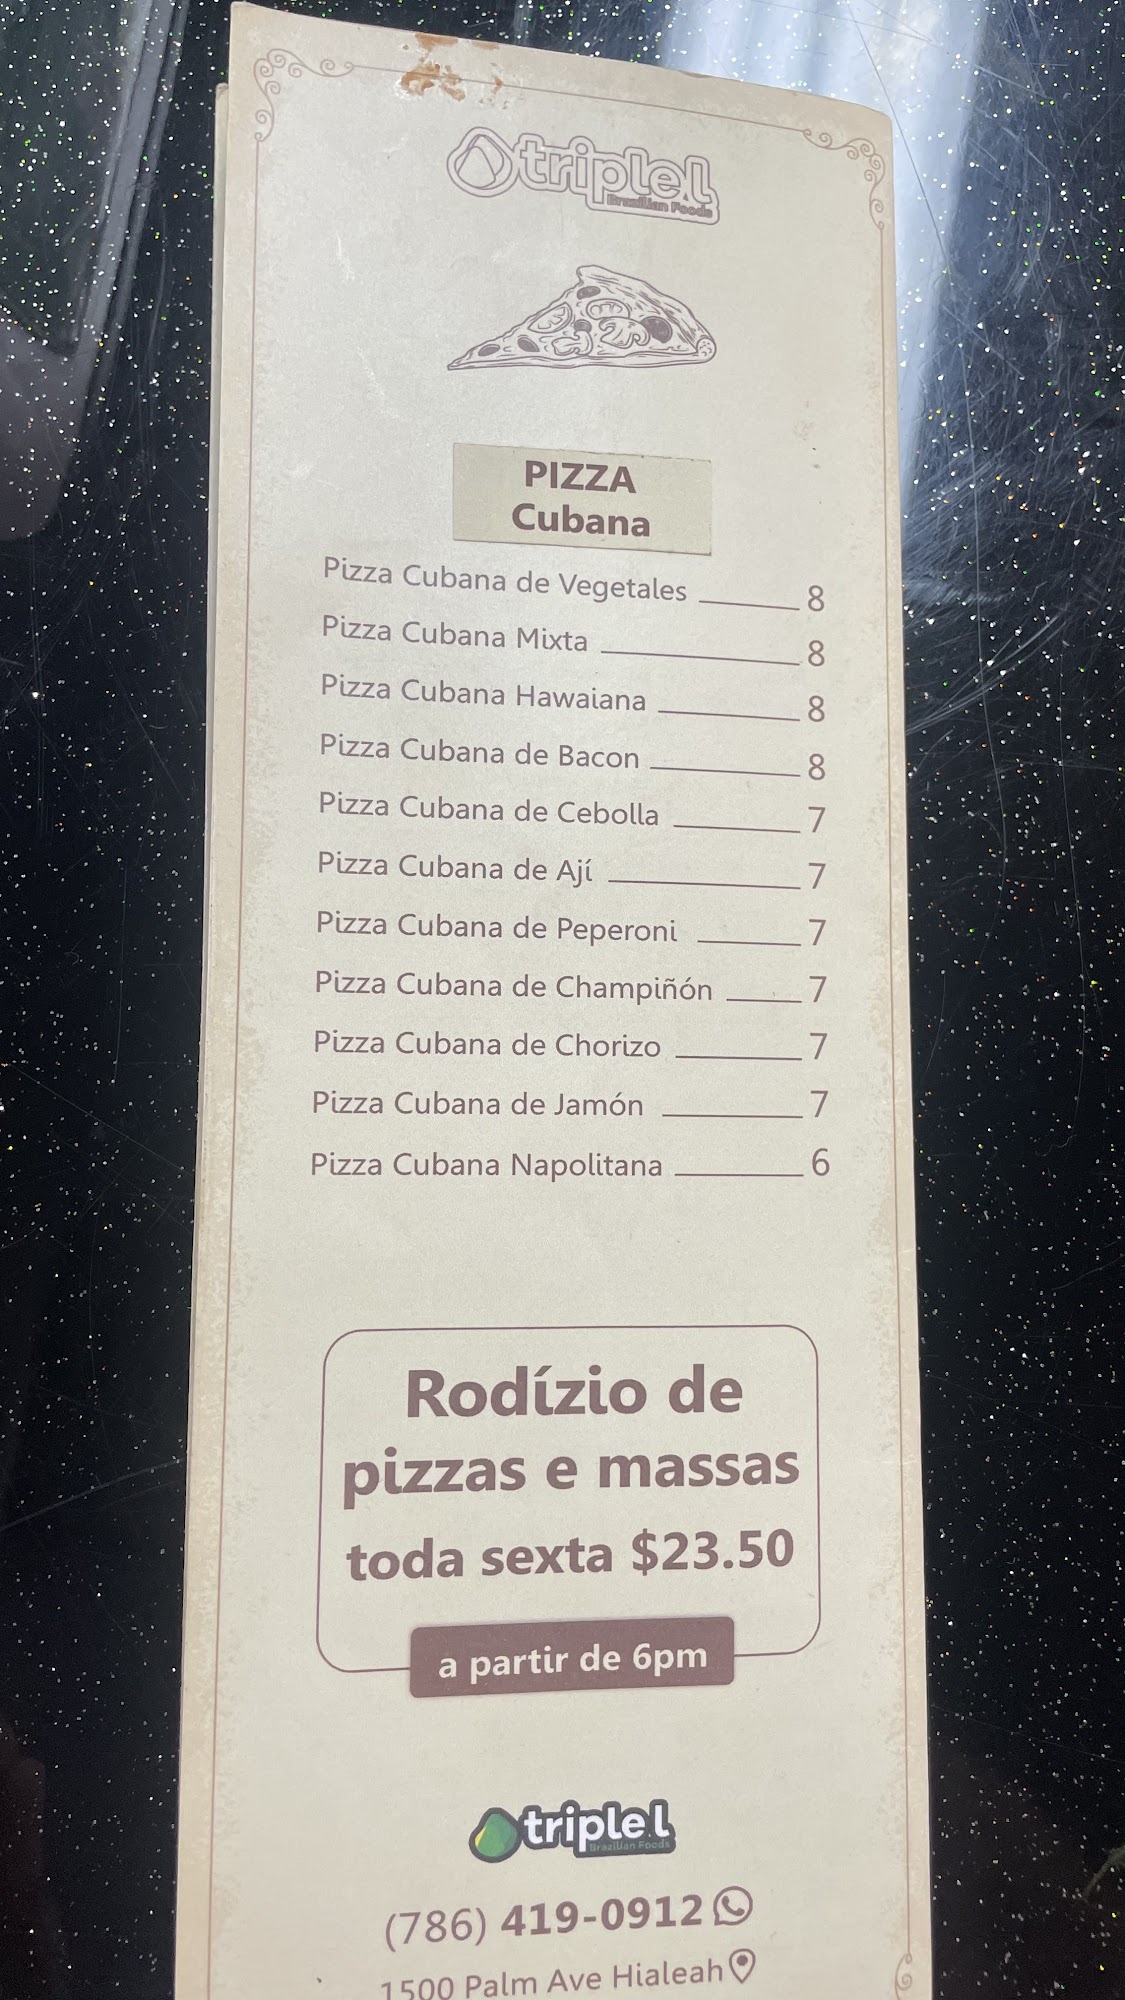 triple l
Brazilian Foods
PIZZA
Cubana
Pizza Cubana de Vegetales 8
Pizza Cubana Mixta 8
Pizza Cubana Hawaiana 8
Pizza Cubana de Bacon 8
Pizza Cubana de Cebolla 7
Pizza Cubana de Ají 7
Pizza Cubana de Peperoni 7
Pizza Cubana de Champiñón 7
Pizza Cubana de Chorizo 7
Pizza Cubana de Jamón 7
Pizza Cubana Napolitana 6
Rodízio de
pizzas e massas
toda sexta $23.50
a partir de 6pm
triple l
Brazilian Foods
(786) 419-0912
1500 Palm Ave Hialeah